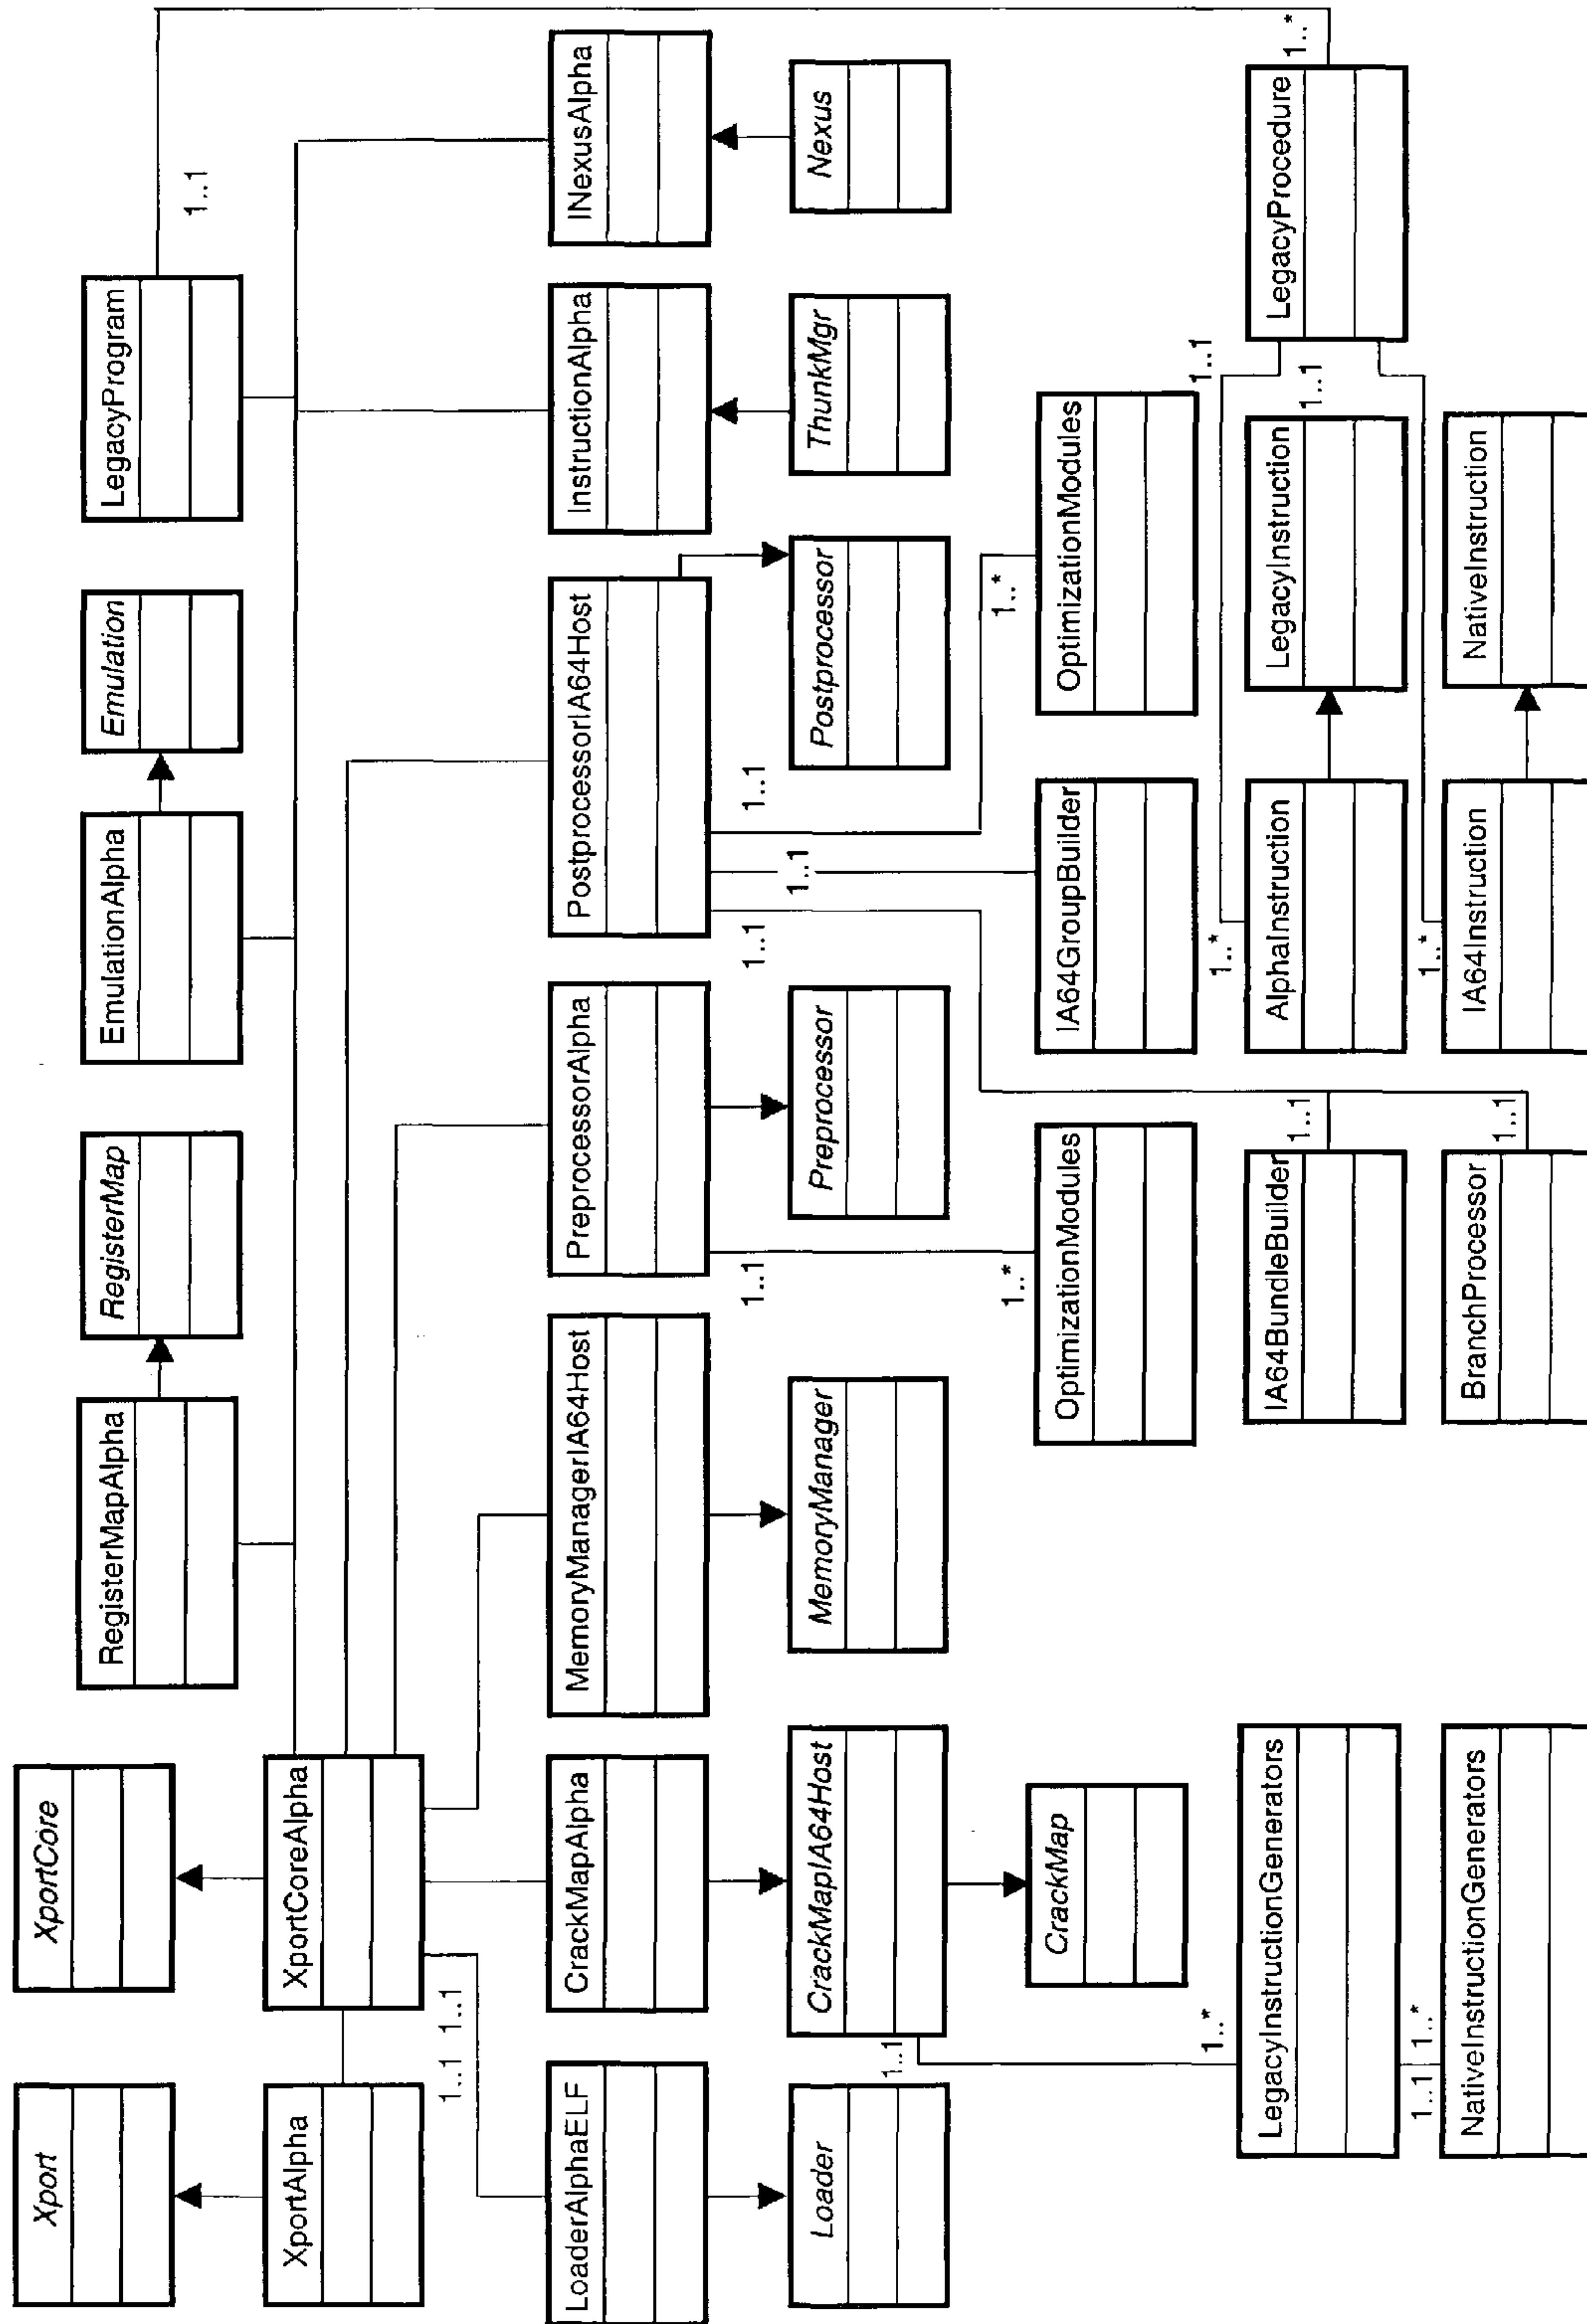 Xport
XportCore
RegisterMapAlpha
RegisterMap
EmulationAlpha
Emulation
LegacyProgram
1..1
XportAlpha
XportCoreAlpha
1..1
1..1
LoaderAlphaELF
CrackMapAlpha
MemoryManagerIA64Host
PreprocessorAlpha
PostprocessorIA64Host
InstructionAlpha
INexusAlpha
1..1
1..1
1..1
1..1
Loader
CrackMapIA64Host
MemoryManager
Preprocessor
Postprocessor
ThunkMgr
Nexus
1..1
1..*
1..*
CrackMap
OptimizationModules
IA64GroupBuilder
OptimizationModules
1..*
1..*
1..1
LegacyInstructionGenerators
IA64BundleBuilder
AlphaInstruction
LegacyInstruction
LegacyProcedure
1..1
1..1
1..*
1..1
1..*
1..*
NativeInstructionGenerators
BranchProcessor
IA64Instruction
NativeInstruction
1..1